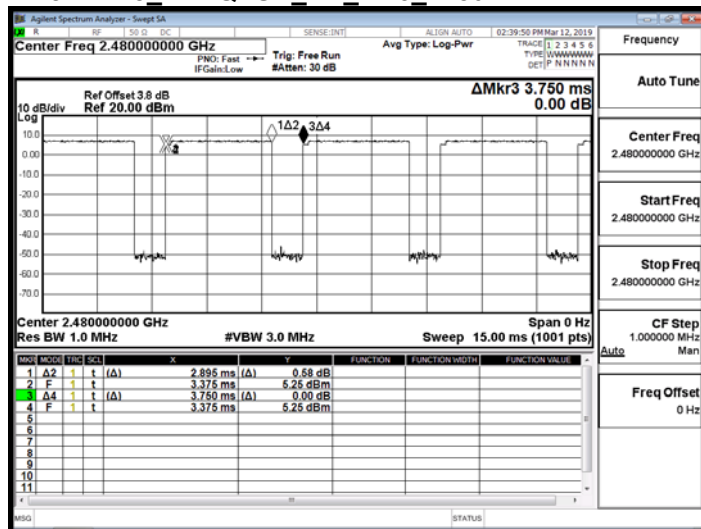 Agilent Spectrum Analyzer - Swept SA
R RF 50 Ω DC SENSE:INT ALIGN AUTO 02:39:50 PM Mar 12, 2019
Center Freq 2.480000000 GHz
PNO: Fast
IFGain:Low
Trig: Free Run
#Atten: 30 dB
Avg Type: Log-Pwr
TRACE 1 2 3 4 5 6
TYPE WWWWWW
DET P N N N N N
Ref Offset 3.8 dB
Ref 20.00 dBm
10 dB/div
Log
ΔMkr3 3.750 ms
0.00 dB
10.0
0.00
-10.0
-20.0
-30.0
-40.0
-50.0
-60.0
-70.0
1Δ2 3Δ4
Center 2.480000000 GHz Span 0 Hz
Res BW 1.0 MHz #VBW 3.0 MHz Sweep 15.00 ms (1001 pts)
MKR MODE TRC SCL X Y FUNCTION FUNCTION WIDTH FUNCTION VALUE
1 Δ2 1 t (Δ) 2.895 ms (Δ) 0.58 dB
2 F 1 t 3.375 ms 5.25 dBm
3 Δ4 1 t (Δ) 3.750 ms (Δ) 0.00 dB
4 F 1 t 3.375 ms 5.25 dBm
5
6
7
8
9
10
11
MSG STATUS
Frequency
Auto Tune
Center Freq
2.480000000 GHz
Start Freq
2.480000000 GHz
Stop Freq
2.480000000 GHz
CF Step
1.000000 MHz
Auto Man
Freq Offset
0 Hz